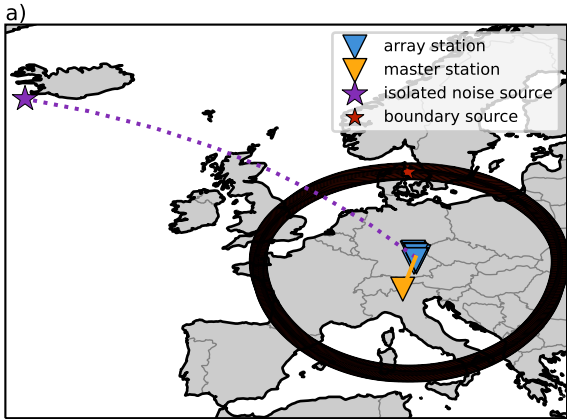 a)
array station
master station
isolated noise source
boundary source